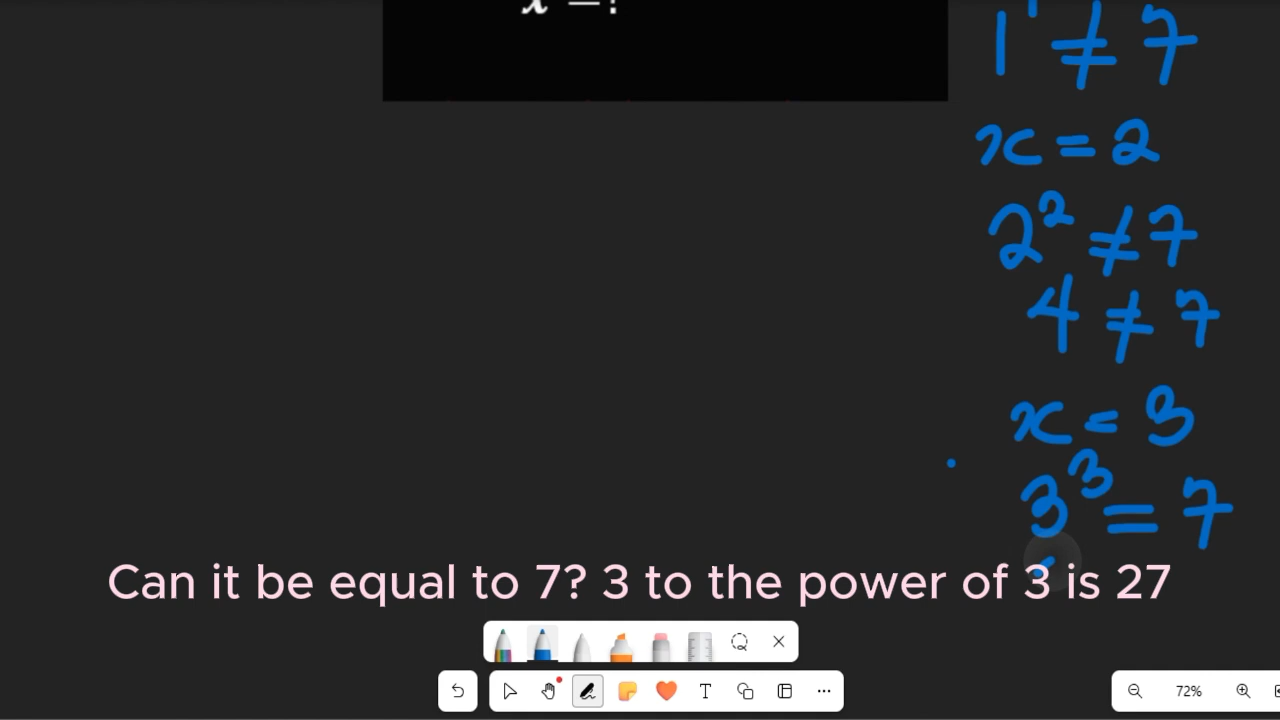 x =?
1¹ ≠ 7
x = 2
2² ≠ 7
4 ≠ 7
x = 3
3³ = 7
Can it be equal to 7? 3 to the power of 3 is 27
T
72%